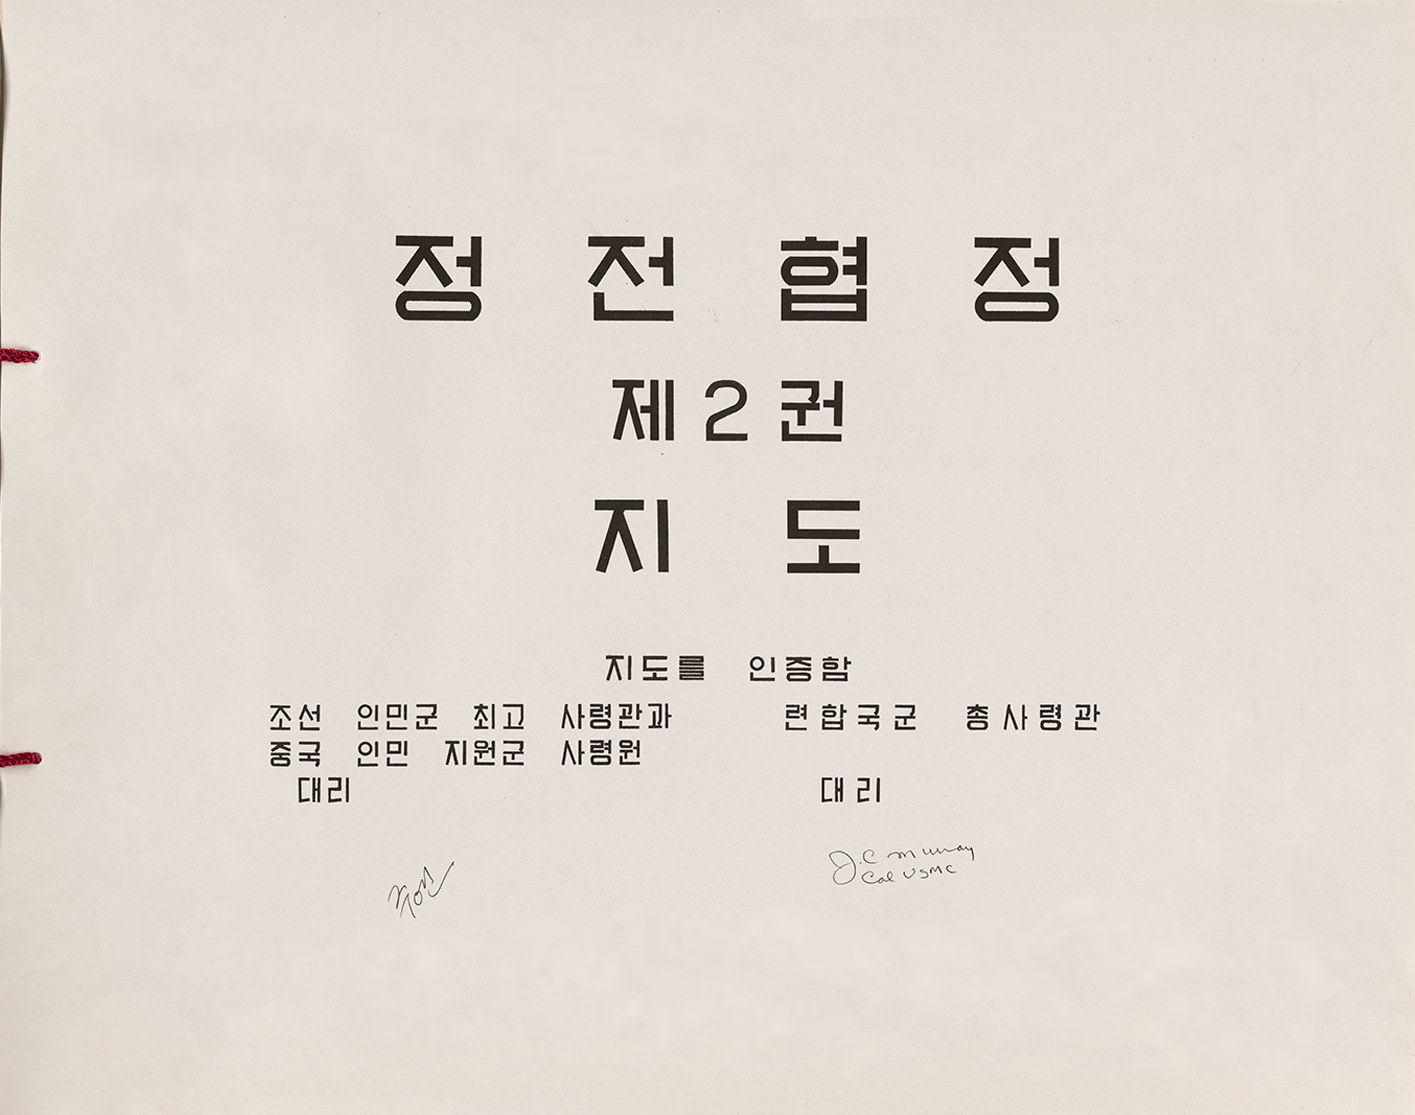 정 전 협 정
제2권
지 도
지도를 인증함
조선 인민군 최고 사령관과
중국 인민 지원군 사령원
대리
련합국군 총사령관
대리
J.C Murray
Col USMC